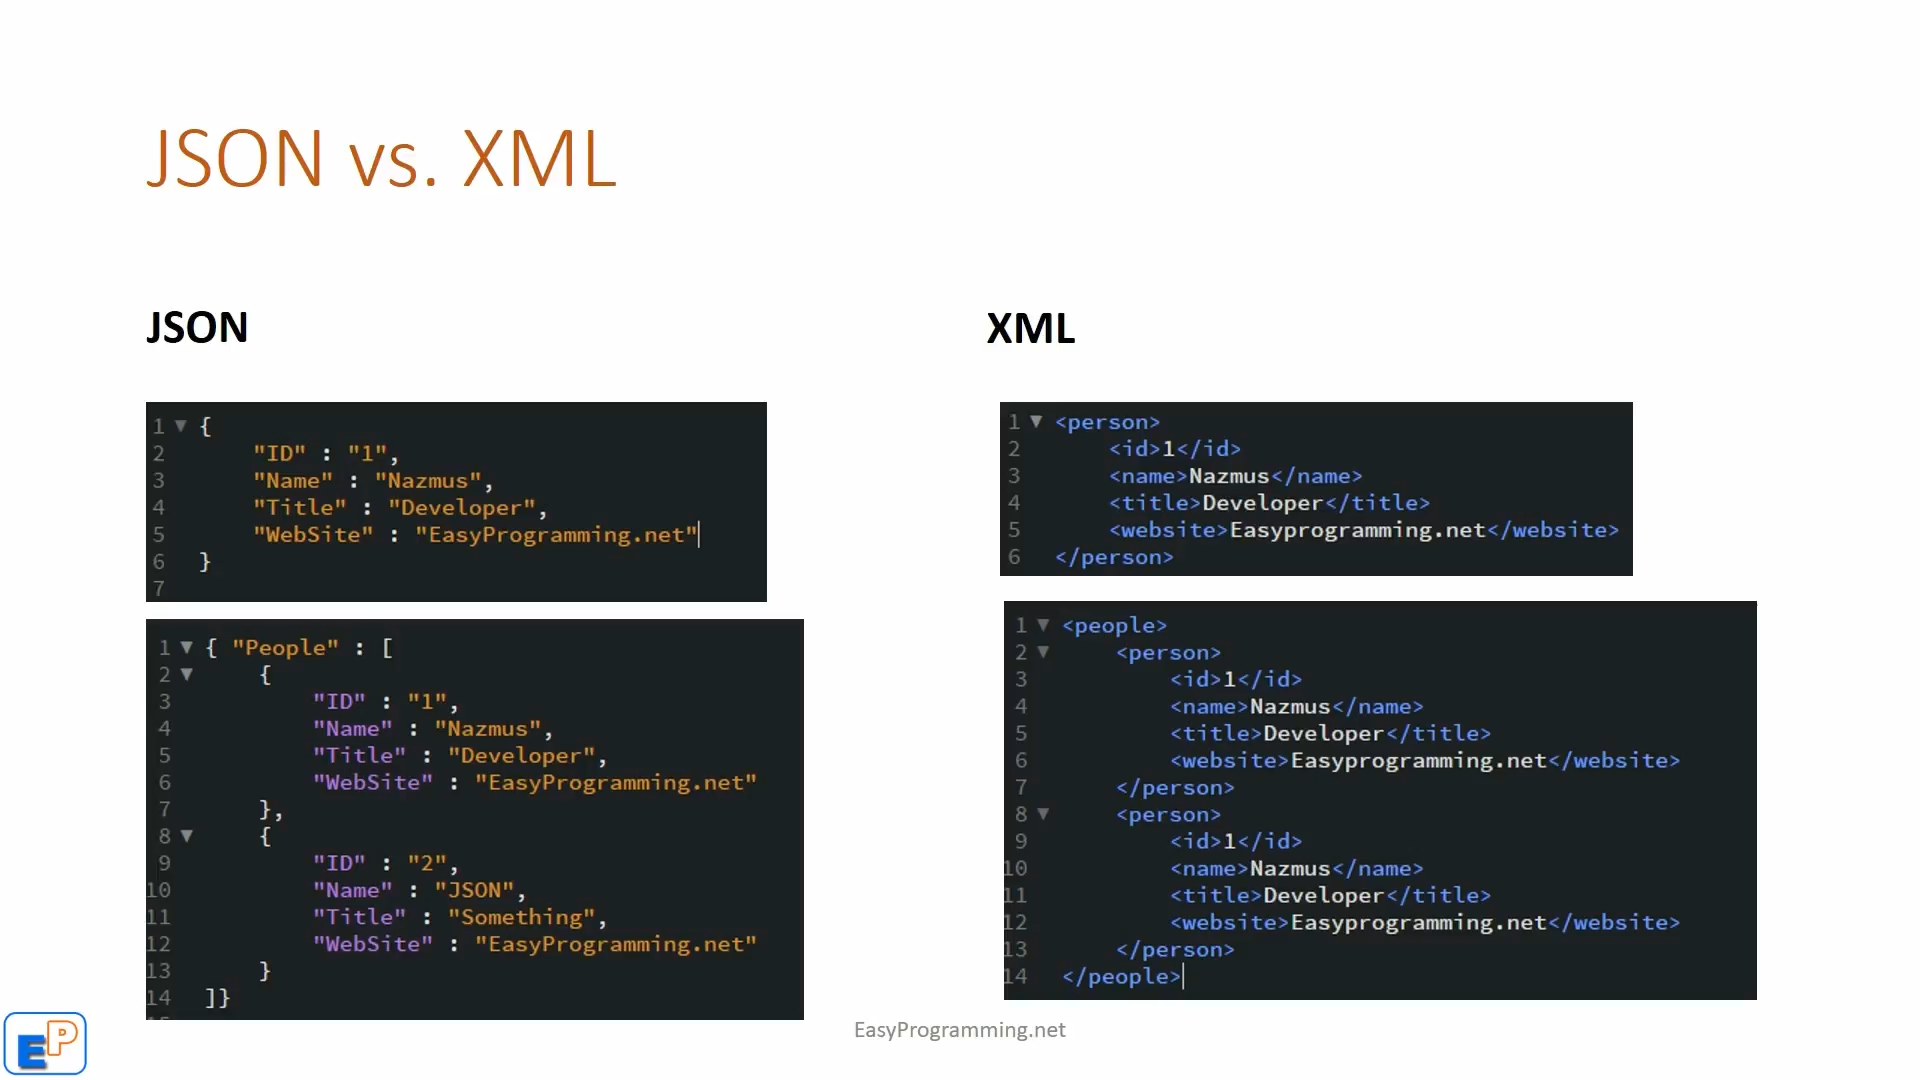 JSON vs. XML
JSON
1 ▼ {
2 "ID" : "1",
3 "Name" : "Nazmus",
4 "Title" : "Developer",
5 "WebSite" : "EasyProgramming.net"
6 }
7
1 ▼ { "People" : [
2 ▼ {
3 "ID" : "1",
4 "Name" : "Nazmus",
5 "Title" : "Developer",
6 "WebSite" : "EasyProgramming.net"
7 },
8 ▼ {
9 "ID" : "2",
10 "Name" : "JSON",
11 "Title" : "Something",
12 "WebSite" : "EasyProgramming.net"
13 }
14 ]}
XML
1 ▼ <person>
2 <id>1</id>
3 <name>Nazmus</name>
4 <title>Developer</title>
5 <website>Easyprogramming.net</website>
6 </person>
1 ▼ <people>
2 ▼ <person>
3 <id>1</id>
4 <name>Nazmus</name>
5 <title>Developer</title>
6 <website>Easyprogramming.net</website>
7 </person>
8 ▼ <person>
9 <id>1</id>
10 <name>Nazmus</name>
11 <title>Developer</title>
12 <website>Easyprogramming.net</website>
13 </person>
14 </people>
EP
EasyProgramming.net